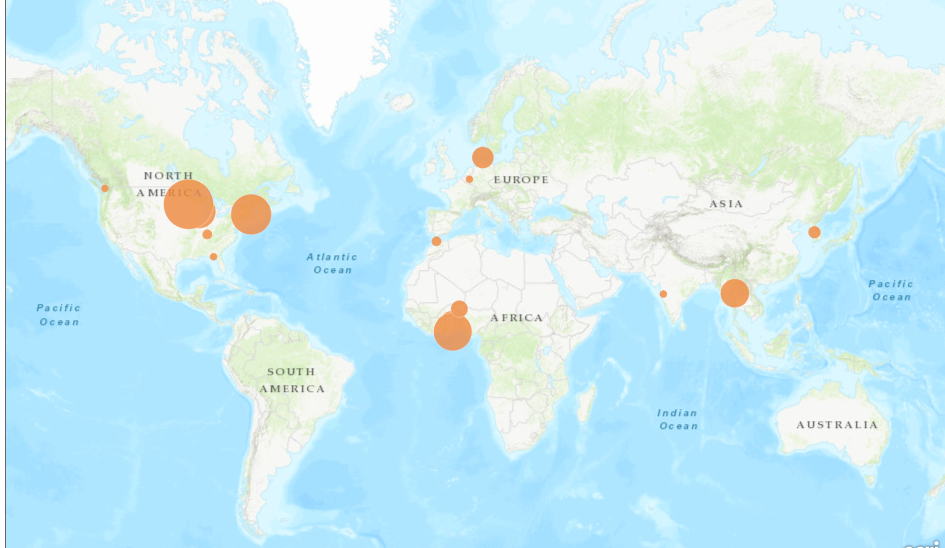 NORTH
AMERICA
EUROPE
ASIA
Atlantic
Ocean
Pacific
Ocean
Pacific
Ocean
AFRICA
SOUTH
AMERICA
Indian
Ocean
AUSTRALIA
esri